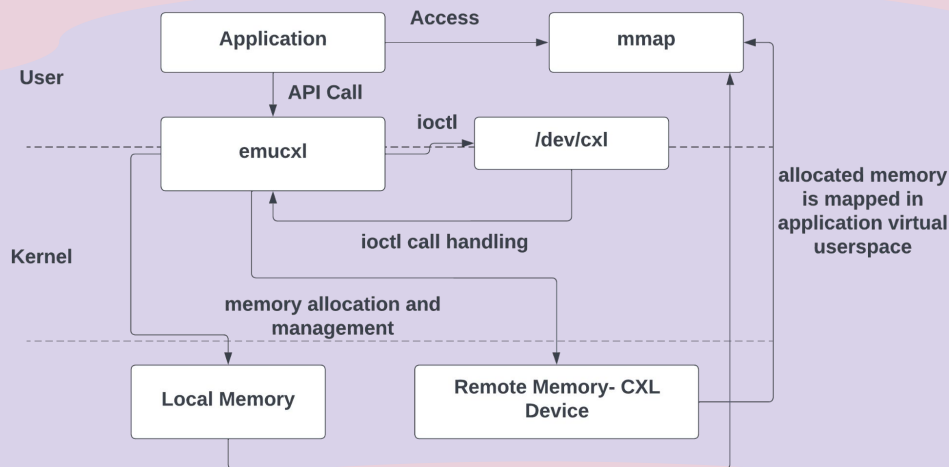 Access
Application
mmap
User
API Call
ioctl
emucxl
/dev/cxl
allocated memory
is mapped in
application virtual
userspace
ioctl call handling
Kernel
memory allocation and
management
Local Memory
Remote Memory- CXL
Device